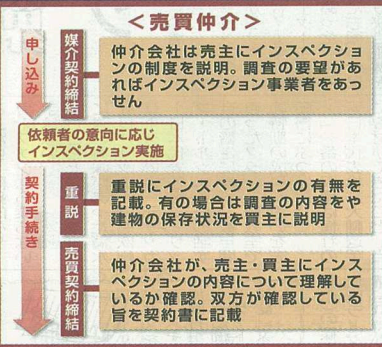 ＜売買仲介＞
申し込み
媒介契約締結
仲介会社は売主にインスペクショ
ンの制度を説明。調査の要望があ
ればインスペクション事業者をあっ
せん
依頼者の意向に応じ
インスペクション実施
契約手続き
重説
重説にインスペクションの有無を
記載。有の場合は調査の内容をや
建物の保存状況を買主に説明
売買契約締結
仲介会社が、売主・買主にインス
ペクションの内容について理解して
いるか確認。双方が確認している
旨を契約書に記載